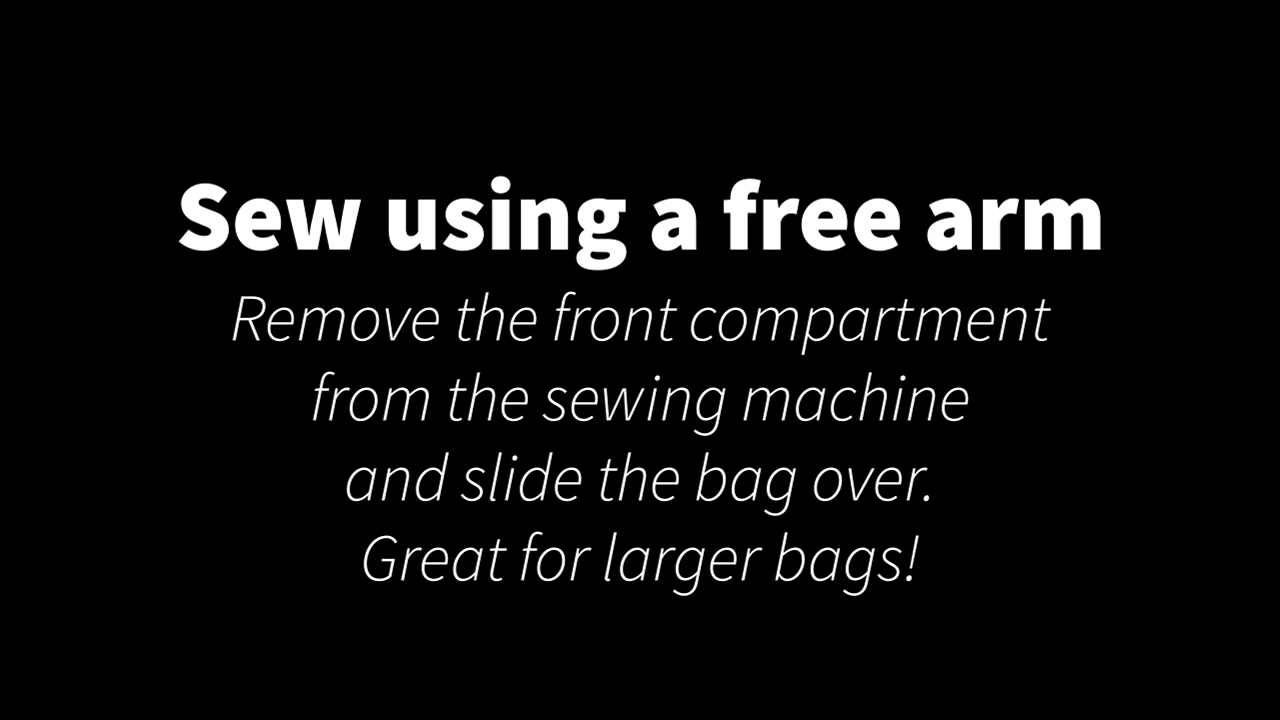 Sew using a free arm
Remove the front compartment
from the sewing machine
and slide the bag over.
Great for larger bags!